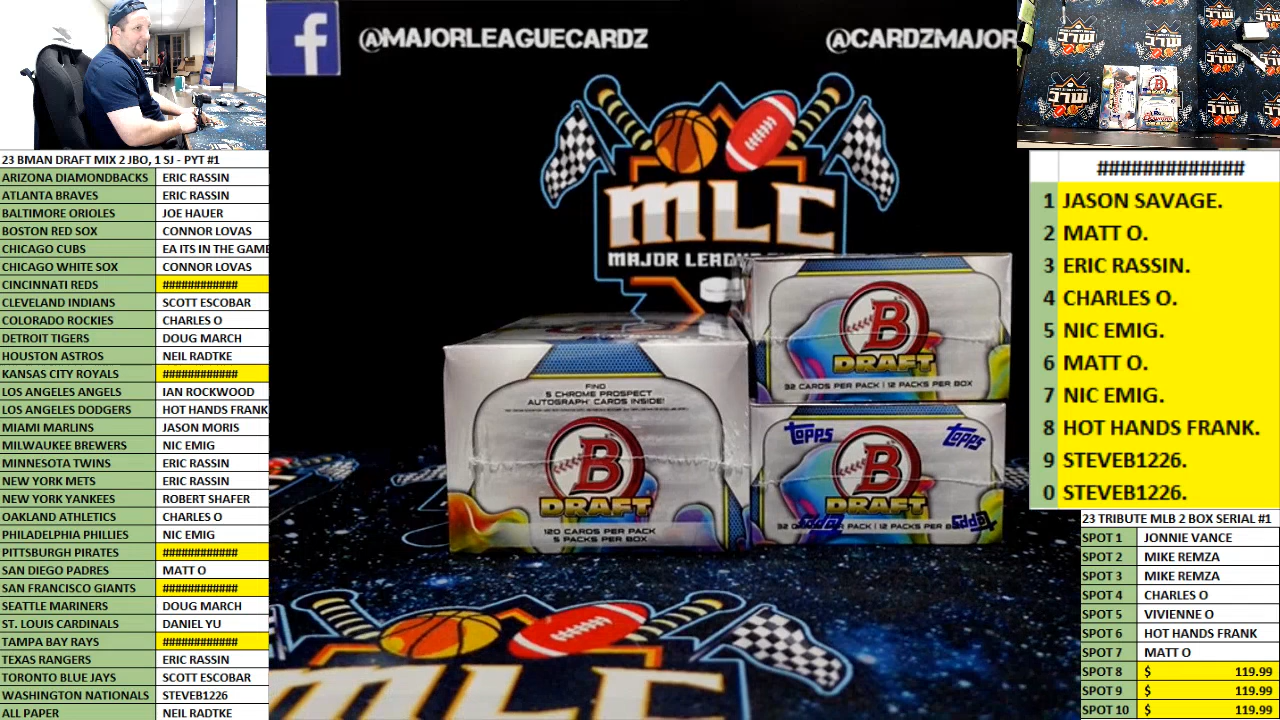 @MAJORLEAGUECARDZ
@CARDZMAJOR
MLC
MAJOR LEAGUE
23 BMAN DRAFT MIX 2 JBO, 1 SJ - PYT #1
ARIZONA DIAMONDBACKS ERIC RASSIN
ATLANTA BRAVES ERIC RASSIN
BALTIMORE ORIOLES JOE HAUER
BOSTON RED SOX CONNOR LOVAS
CHICAGO CUBS EA ITS IN THE GAME
CHICAGO WHITE SOX CONNOR LOVAS
CINCINNATI REDS ############
CLEVELAND INDIANS SCOTT ESCOBAR
COLORADO ROCKIES CHARLES O
DETROIT TIGERS DOUG MARCH
HOUSTON ASTROS NEIL RADTKE
KANSAS CITY ROYALS ############
LOS ANGELES ANGELS IAN ROCKWOOD
LOS ANGELES DODGERS HOT HANDS FRANK
MIAMI MARLINS JASON MORIS
MILWAUKEE BREWERS NIC EMIG
MINNESOTA TWINS ERIC RASSIN
NEW YORK METS ERIC RASSIN
NEW YORK YANKEES ROBERT SHAFER
OAKLAND ATHLETICS CHARLES O
PHILADELPHIA PHILLIES NIC EMIG
PITTSBURGH PIRATES ############
SAN DIEGO PADRES MATT O
SAN FRANCISCO GIANTS ############
SEATTLE MARINERS DOUG MARCH
ST. LOUIS CARDINALS DANIEL YU
TAMPA BAY RAYS ############
TEXAS RANGERS ERIC RASSIN
TORONTO BLUE JAYS SCOTT ESCOBAR
WASHINGTON NATIONALS STEVEB1226
ALL PAPER NEIL RADTKE
FIND
5 CHROME PROSPECT
AUTOGRAPH CARDS INSIDE!
B
DRAFT
120 CARDS PER PACK
5 PACKS PER BOX
B
DRAFT
32 CARDS PER PACK | 12 PACKS PER BOX
TOPPS TOPPS
B
DRAFT
PACK | 12 PACKS PER
MLC
#############
1 JASON SAVAGE.
2 MATT O.
3 ERIC RASSIN.
4 CHARLES O.
5 NIC EMIG.
6 MATT O.
7 NIC EMIG.
8 HOT HANDS FRANK.
9 STEVEB1226.
0 STEVEB1226.
23 TRIBUTE MLB 2 BOX SERIAL #1
SPOT 1 JONNIE VANCE
SPOT 2 MIKE REMZA
SPOT 3 MIKE REMZA
SPOT 4 CHARLES O
SPOT 5 VIVIENNE O
SPOT 6 HOT HANDS FRANK
SPOT 7 MATT O
SPOT 8 $ 119.99
SPOT 9 $ 119.99
SPOT 10 $ 119.99